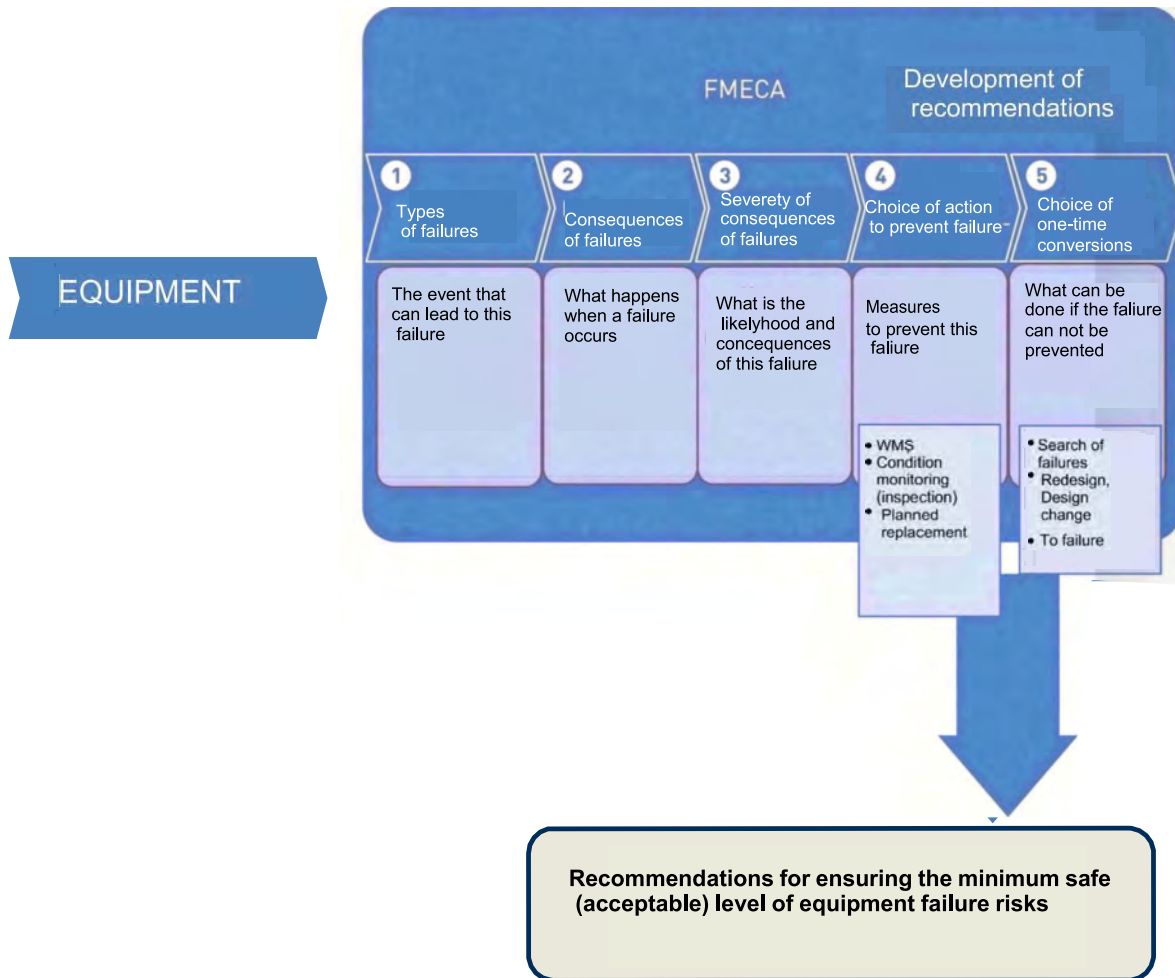 FMECA
Development of
recommendations
1
Types
of failures
2
Consequences
of failures
3
Severety of
consequences
of failures
4
Choice of action
to prevent failure-
5
Choice of
one-time
conversions
EQUIPMENT
The event that
can lead to this
failure
What happens
when a failure
occurs
What is the
likelyhood and
concequences
of this faliure
Measures
to prevent this
faliure
What can be
done if the faliure
can not be
prevented
• WMS
• Condition
monitoring
(inspection)
• Planned
replacement
• Search of
failures
• Redesign,
Design
change
• To failure
Recommendations for ensuring the minimum safe
(acceptable) level of equipment failure risks